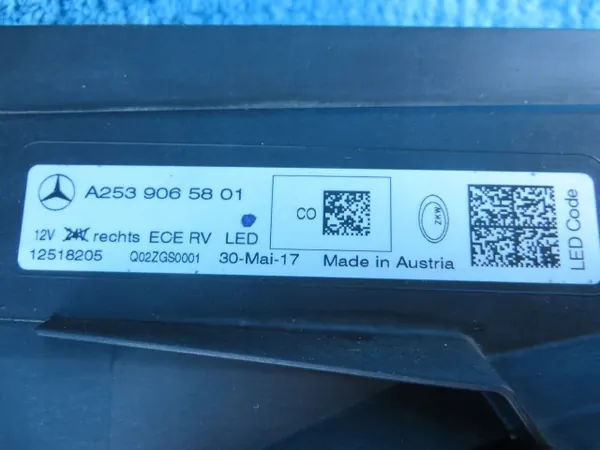 A253 906 58 01
CO
MKZ
12V 24V rechts ECE RV LED
12518205 Q02ZGS0001 30-Mai-17 Made in Austria
LED Code